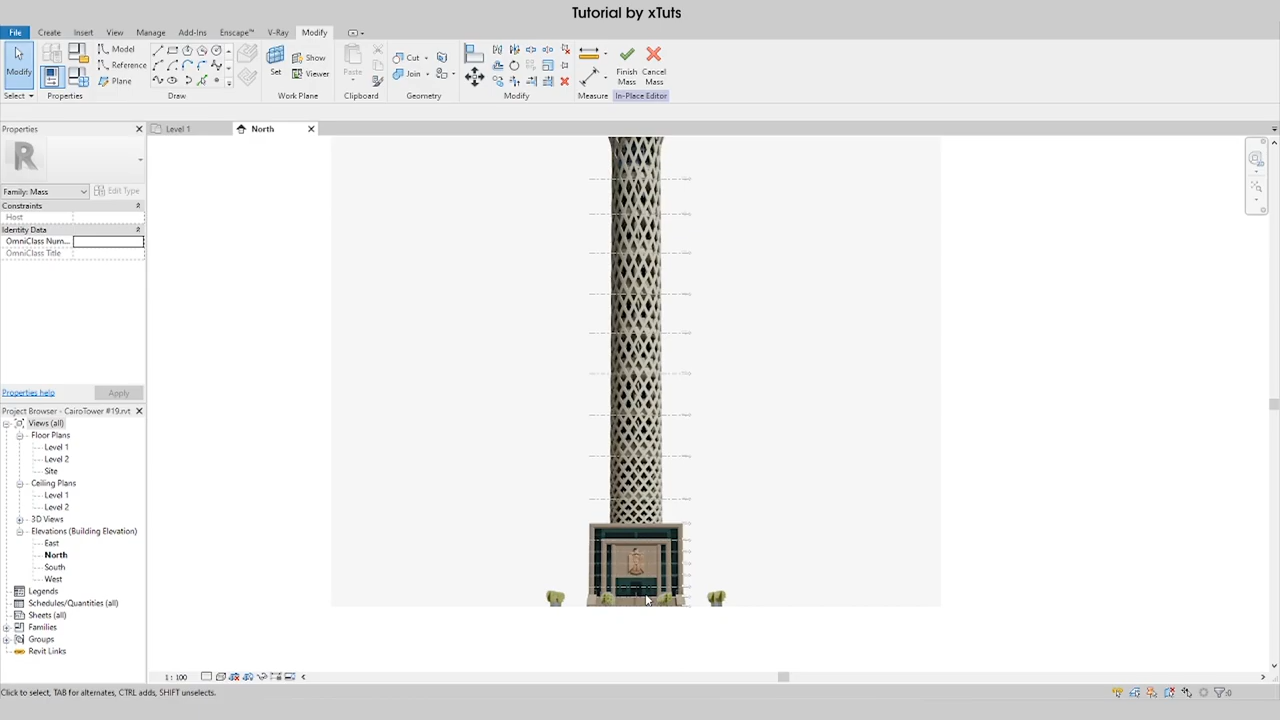 Tutorial by xTuts
File Create Insert View Manage Add-Ins Enscape™ V-Ray Modify
Modify Model Reference Plane Set Show Viewer Paste Cut Join Finish Mass Cancel Mass
Select Properties Draw Work Plane Clipboard Geometry Modify Measure In-Place Editor
Properties
Level 1 North
R
Family: Mass Edit Type
Constraints
Host
Identity Data
OmniClass Num...
OmniClass Title
Properties help Apply
Project Browser - CairoTower #19.rvt
Views (all)
Floor Plans
Level 1
Level 2
Site
Ceiling Plans
Level 1
Level 2
3D Views
Elevations (Building Elevation)
East
North
South
West
Legends
Schedules/Quantities (all)
Sheets (all)
Families
Groups
Revit Links
1 : 100
Click to select, TAB for alternates, CTRL adds, SHIFT unselects.
:0